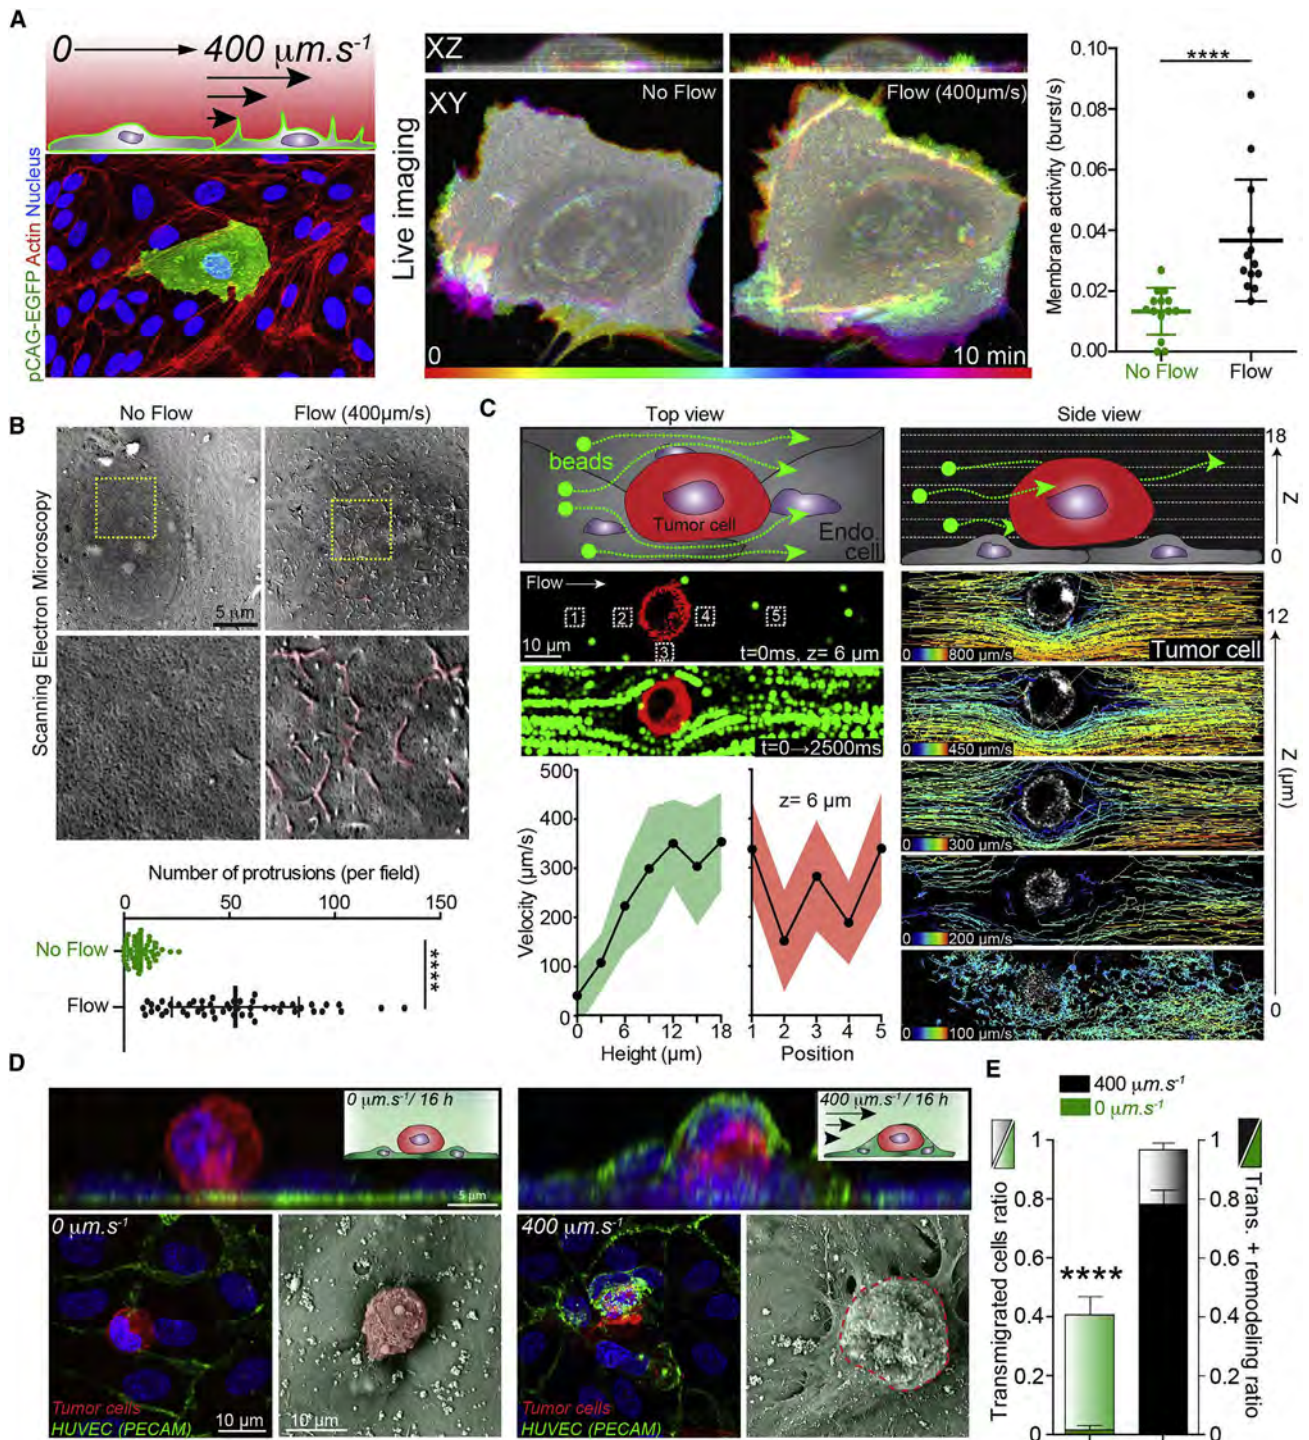 A
0 → 400 μm.s⁻¹
pCAG-EGFP Actin Nucleus
Live imaging
XZ
XY
No Flow
Flow (400μm/s)
0
10 min
Membrane activity (burst/s)
****
0.10
0.08
0.06
0.04
0.02
0.00
No Flow
Flow
B
No Flow
Flow (400μm/s)
Scanning Electron Microscopy
5 μm
Number of protrusions (per field)
0 50 100 150
No Flow
Flow
****
C
Top view
beads
Tumor cell
Endo.
cell
Flow
1 2 3 4 5
10 μm
t=0ms, z= 6 μm
t=0→2500ms
Velocity (μm/s)
500
400
300
200
100
0
0 6 12 18
Height (μm)
z= 6 μm
1 2 3 4 5
Position
Side view
18
Z
0
12
Z (μm)
0
0 800 μm/s
Tumor cell
0 450 μm/s
0 300 μm/s
0 200 μm/s
0 100 μm/s
D
0 μm.s⁻¹/ 16 h
5 μm
400 μm.s⁻¹/ 16 h
0 μm.s⁻¹
Tumor cells
HUVEC (PECAM)
10 μm
10 μm
400 μm.s⁻¹
Tumor cells
HUVEC (PECAM)
E
400 μm.s⁻¹
0 μm.s⁻¹
Transmigrated cells ratio
1
0.8
0.6
0.4
0.2
0
****
1
0.8
0.6
0.4
0.2
0
Trans. + remodeling ratio